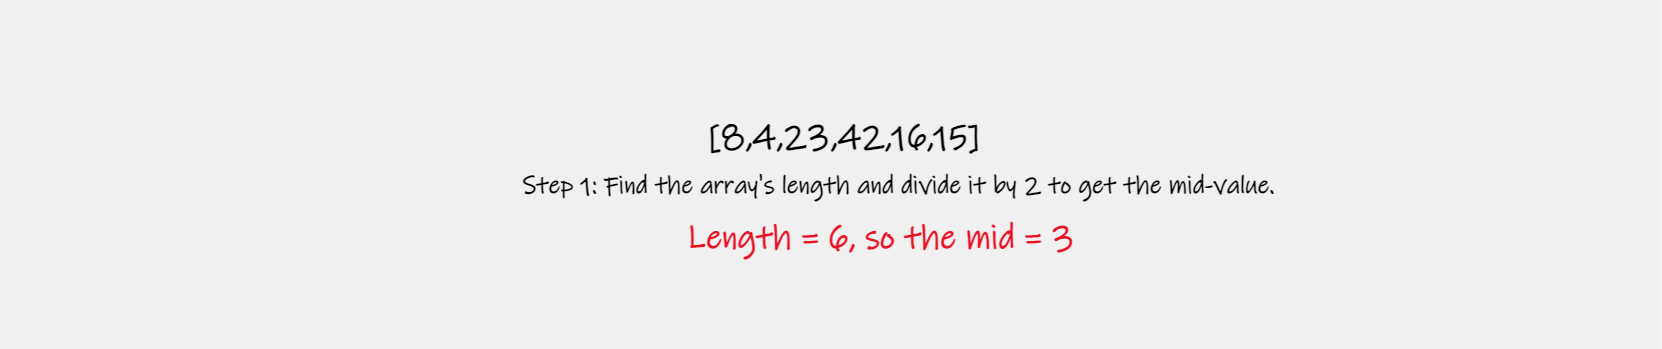 [8,4,23,42,16,15]
Step 1: Find the array's length and divide it by 2 to get the mid-value.
Length = 6, so the mid = 3